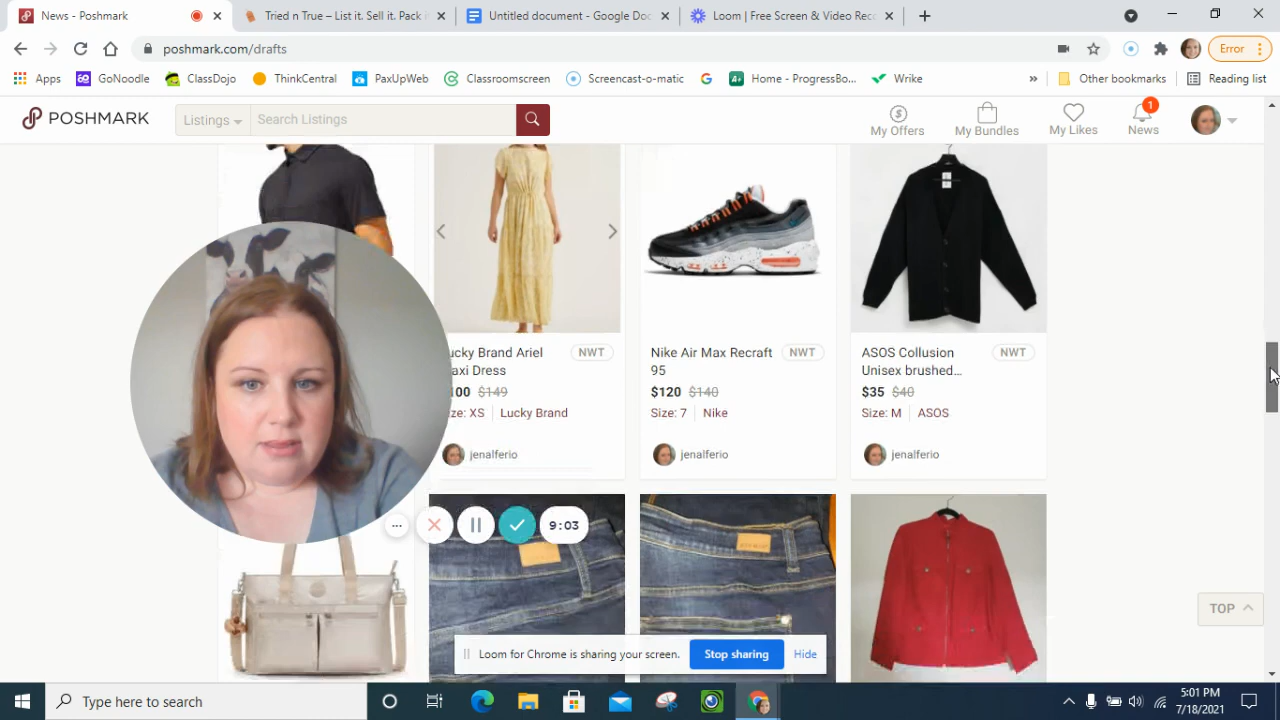 News - Poshmark
Tried n True – List it. Sell it. Pack i
Untitled document - Google Doc
Loom | Free Screen & Video Rec
poshmark.com/drafts
Error
Apps
GoNoodle
ClassDojo
ThinkCentral
PaxUpWeb
Classroomscreen
Screencast-o-matic
Home - ProgressBo...
Wrike
»
Other bookmarks
Reading list
POSHMARK
Listings
Search Listings
My Offers
My Bundles
My Likes
1
News
Lucky Brand Ariel
Maxi Dress
NWT
100 $149
Size: XS Lucky Brand
jenalferio
Nike Air Max Recraft
95
NWT
$120 $140
Size: 7 Nike
jenalferio
ASOS Collusion
Unisex brushed...
NWT
$35 $40
Size: M ASOS
jenalferio
9:03
TOP
Loom for Chrome is sharing your screen.
Stop sharing
Hide
Type here to search
5:01 PM
7/18/2021